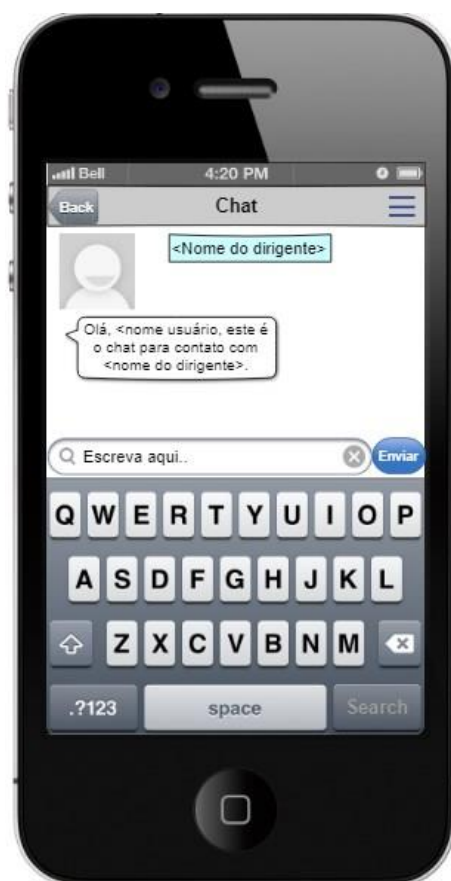 Bell 4:20 PM
Back Chat
<Nome do dirigente>
Olá, <nome usuário, este é
o chat para contato com
<nome do dirigente>.
Escreva aqui.. Enviar
Q W E R T Y U I O P
A S D F G H J K L
Z X C V B N M
.?123 space Search